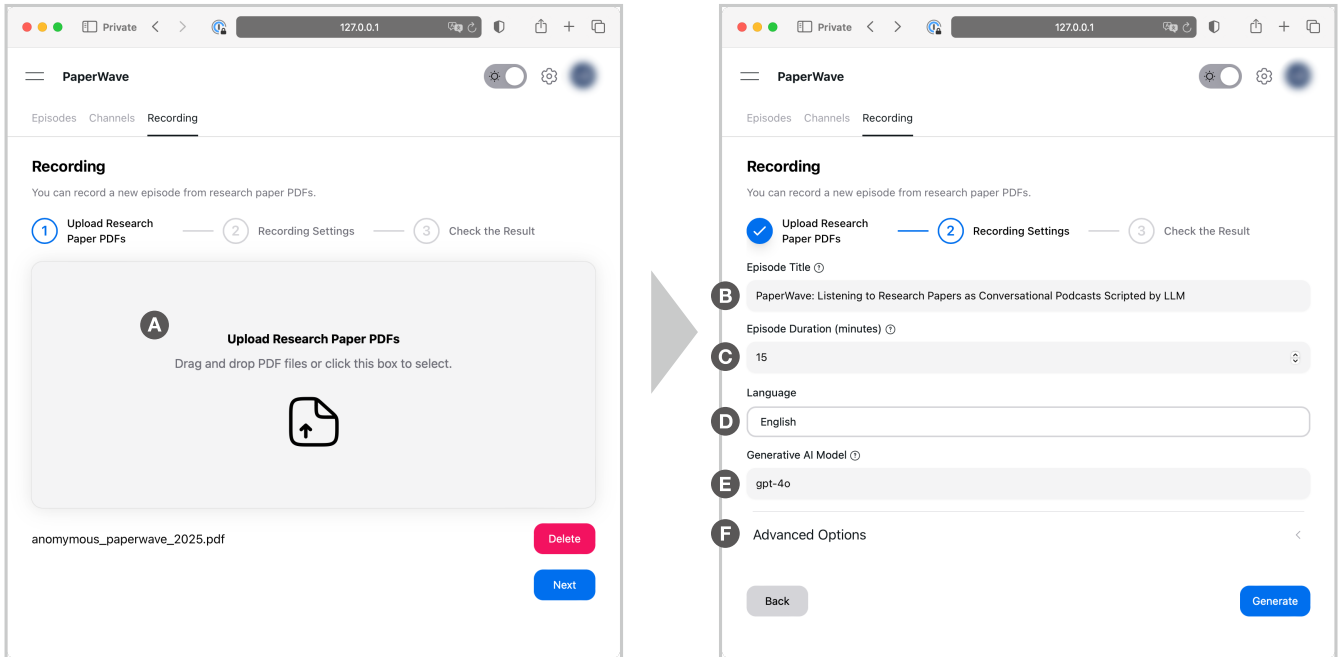 Private
127.0.0.1
PaperWave
Episodes Channels Recording
Recording
You can record a new episode from research paper PDFs.
1 Upload Research Paper PDFs
2 Recording Settings
3 Check the Result
A
Upload Research Paper PDFs
Drag and drop PDF files or click this box to select.
anomymous_paperwave_2025.pdf
Delete
Next
Private
127.0.0.1
PaperWave
Episodes Channels Recording
Recording
You can record a new episode from research paper PDFs.
Upload Research Paper PDFs
2 Recording Settings
3 Check the Result
Episode Title
B PaperWave: Listening to Research Papers as Conversational Podcasts Scripted by LLM
Episode Duration (minutes)
C 15
Language
D English
Generative AI Model
E gpt-4o
F Advanced Options
Back
Generate